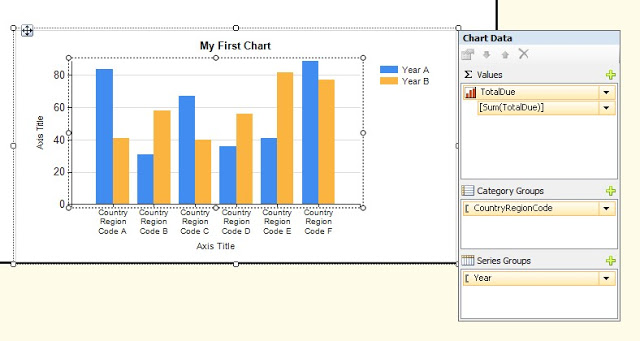 My First Chart
Year A
Year B
80
60
40
20
0
Axis Title
Country Region Code A
Country Region Code B
Country Region Code C
Country Region Code D
Country Region Code E
Country Region Code F
Axis Title
Chart Data
Σ Values
TotalDue
[Sum(TotalDue)]
Category Groups
CountryRegionCode
Series Groups
Year